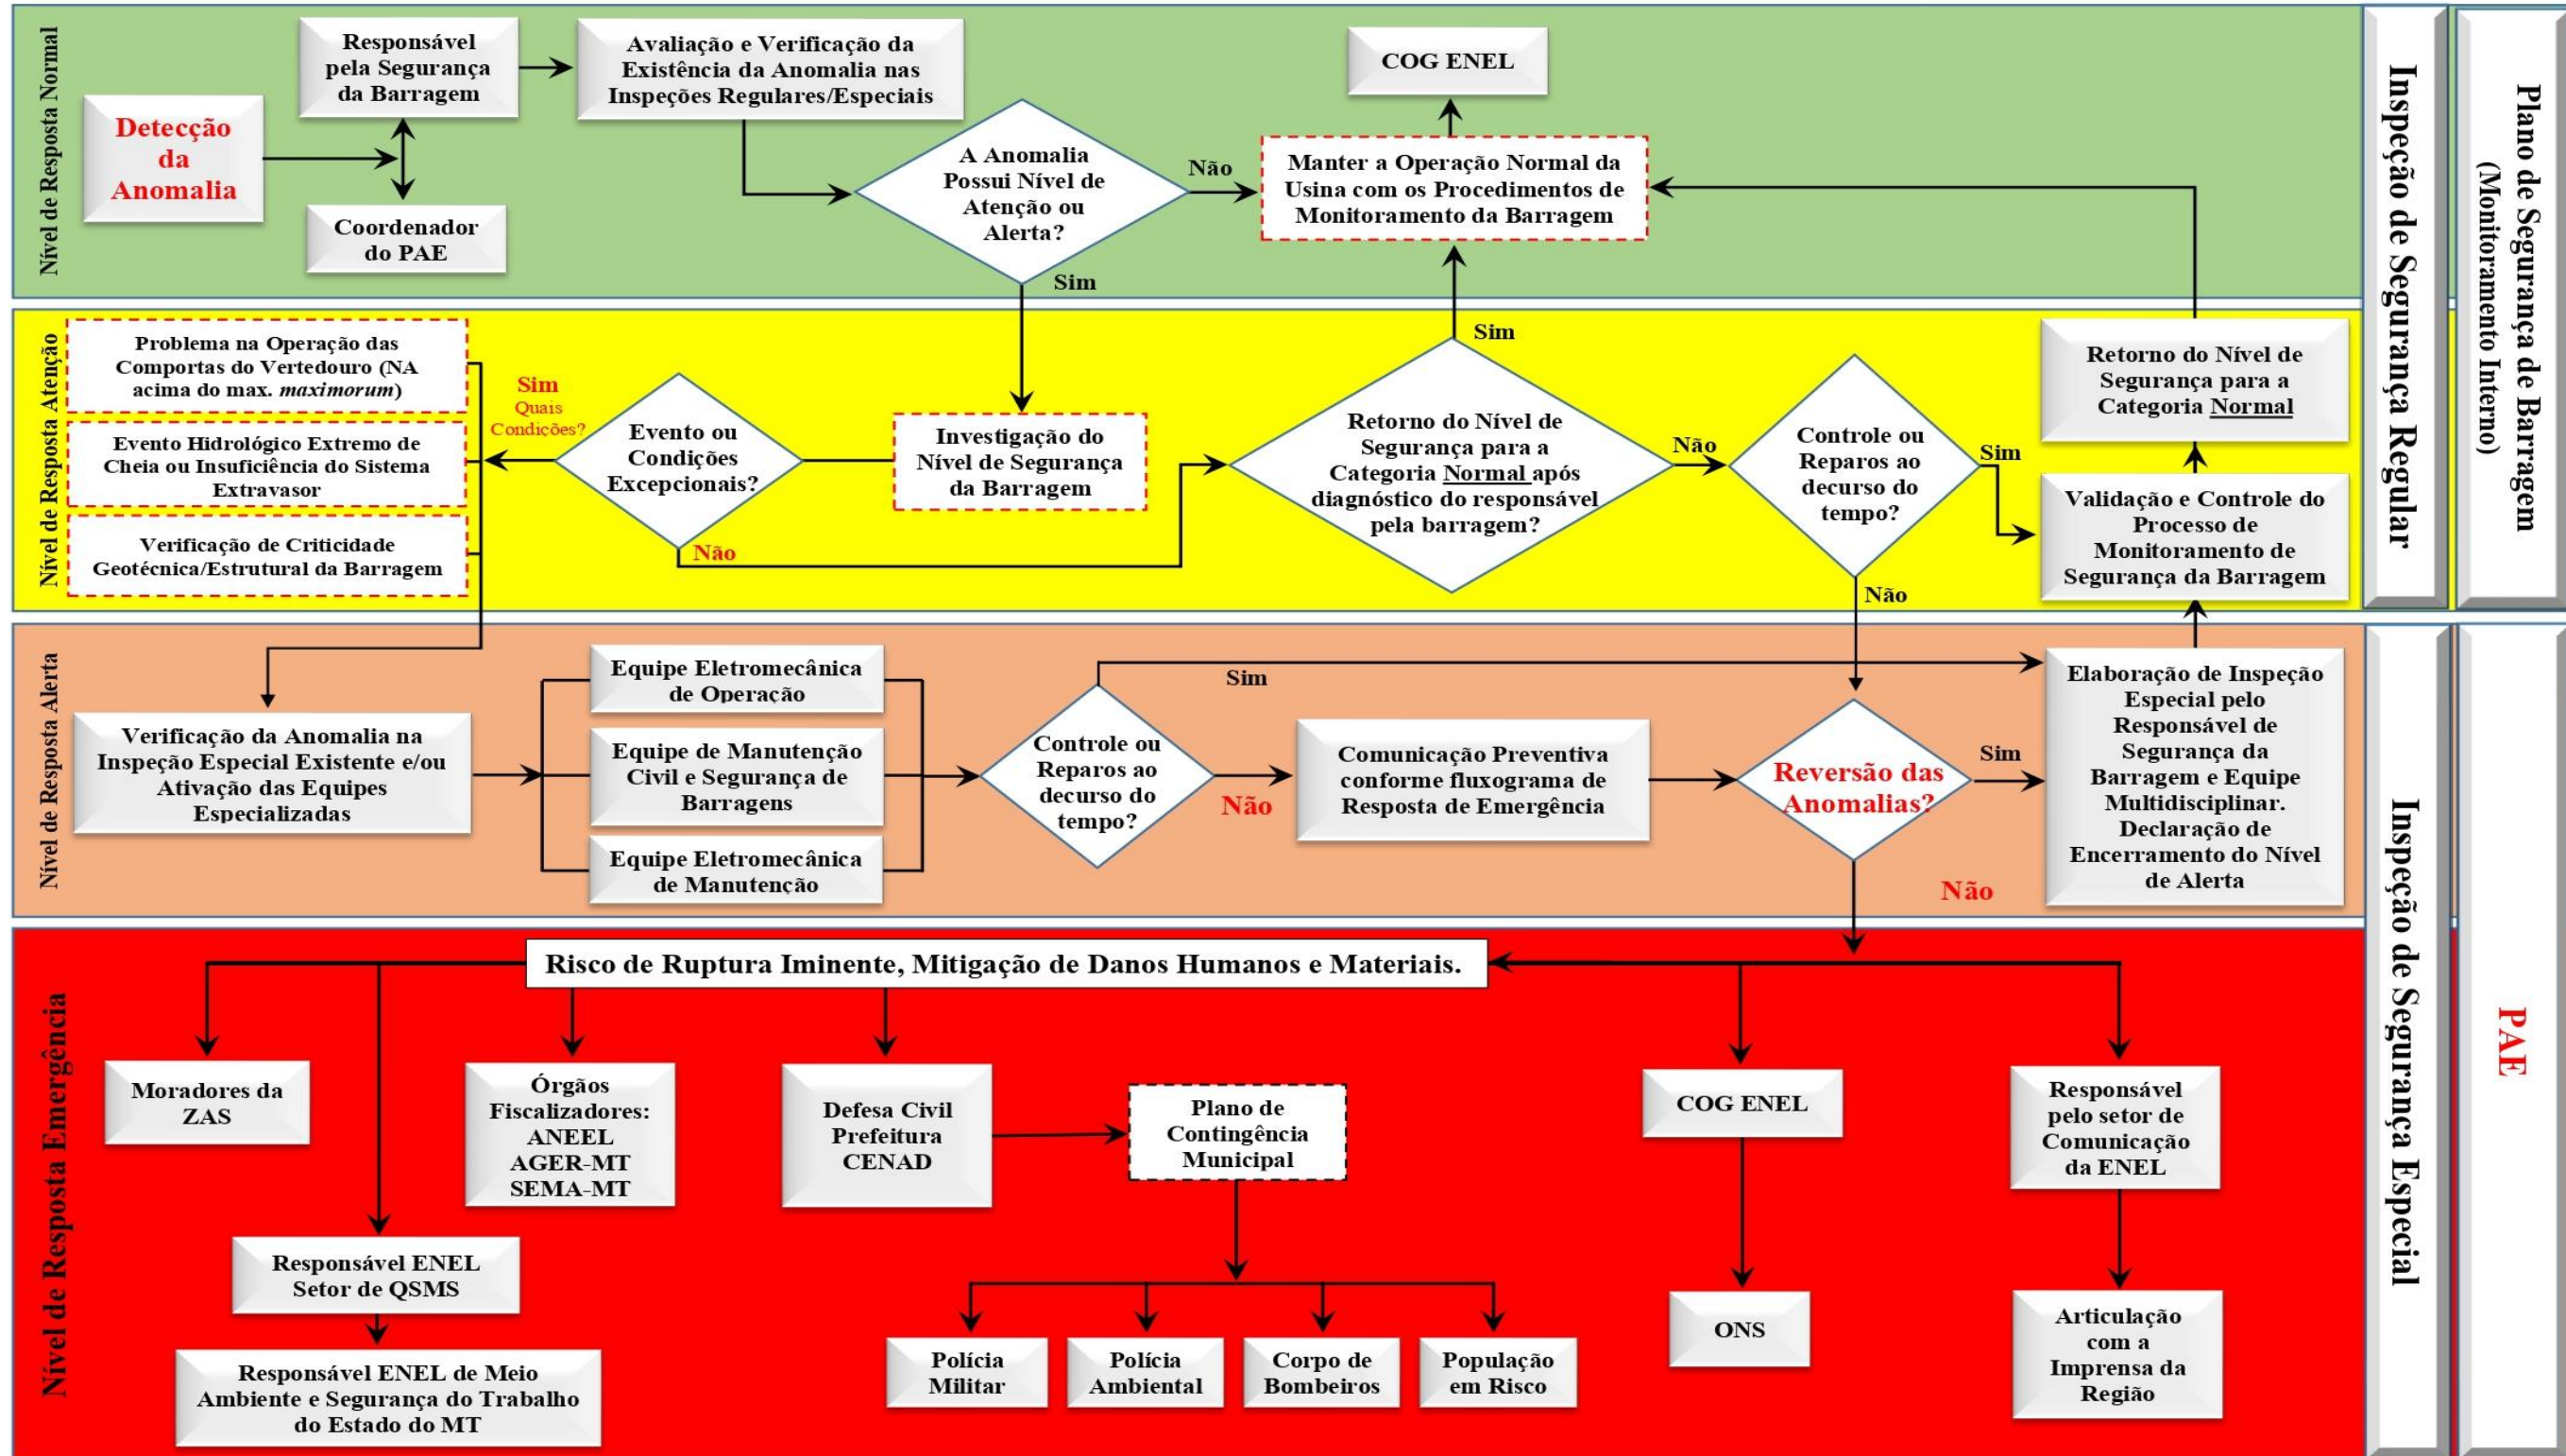 Nível de Resposta Normal
Detecção
da
Anomalia
Responsável
pela Segurança
da Barragem
Coordenador
do PAE
Avaliação e Verificação da
Existência da Anomalia nas
Inspeções Regulares/Especiais
A Anomalia
Possui Nível de
Atenção ou
Alerta?
Não
Sim
COG ENEL
Manter a Operação Normal da
Usina com os Procedimentos de
Monitoramento da Barragem
Inspeção de Segurança Regular
Plano de Segurança de Barragem
(Monitoramento Interno)
Nível de Resposta Atenção
Problema na Operação das
Comportas do Vertedouro (NA
acima do max. maximorum)
Evento Hidrológico Extremo de
Cheia ou Insuficiência do Sistema
Extravasor
Verificação de Criticidade
Geotécnica/Estrutural da Barragem
Sim
Quais
Condições?
Evento ou
Condições
Excepcionais?
Não
Investigação do
Nível de Segurança
da Barragem
Sim
Retorno do Nível de
Segurança para a
Categoria Normal após
diagnóstico do responsável
pela barragem?
Não
Controle ou
Reparos ao
decurso do
tempo?
Sim
Não
Retorno do Nível de
Segurança para a
Categoria Normal
Validação e Controle do
Processo de
Monitoramento de
Segurança da Barragem
Nível de Resposta Alerta
Verificação da Anomalia na
Inspeção Especial Existente e/ou
Ativação das Equipes
Especializadas
Equipe Eletromecânica
de Operação
Equipe de Manutenção
Civil e Segurança de
Barragens
Equipe Eletromecânica
de Manutenção
Controle ou
Reparos ao
decurso do
tempo?
Sim
Não
Comunicação Preventiva
conforme fluxograma de
Resposta de Emergência
Reversão das
Anomalias?
Sim
Não
Elaboração de Inspeção
Especial pelo
Responsável de
Segurança da
Barragem e Equipe
Multidisciplinar.
Declaração de
Encerramento do Nível
de Alerta
Inspeção de Segurança Especial
PAE
Nível de Resposta Emergência
Risco de Ruptura Iminente, Mitigação de Danos Humanos e Materiais.
Moradores da
ZAS
Responsável ENEL
Setor de QSMS
Responsável ENEL de Meio
Ambiente e Segurança do Trabalho
do Estado do MT
Órgãos
Fiscalizadores:
ANEEL
AGER-MT
SEMA-MT
Defesa Civil
Prefeitura
CENAD
Plano de
Contingência
Municipal
Polícia
Militar
Polícia
Ambiental
Corpo de
Bombeiros
População
em Risco
COG ENEL
ONS
Responsável
pelo setor de
Comunicação
da ENEL
Articulação
com a
Imprensa da
Região